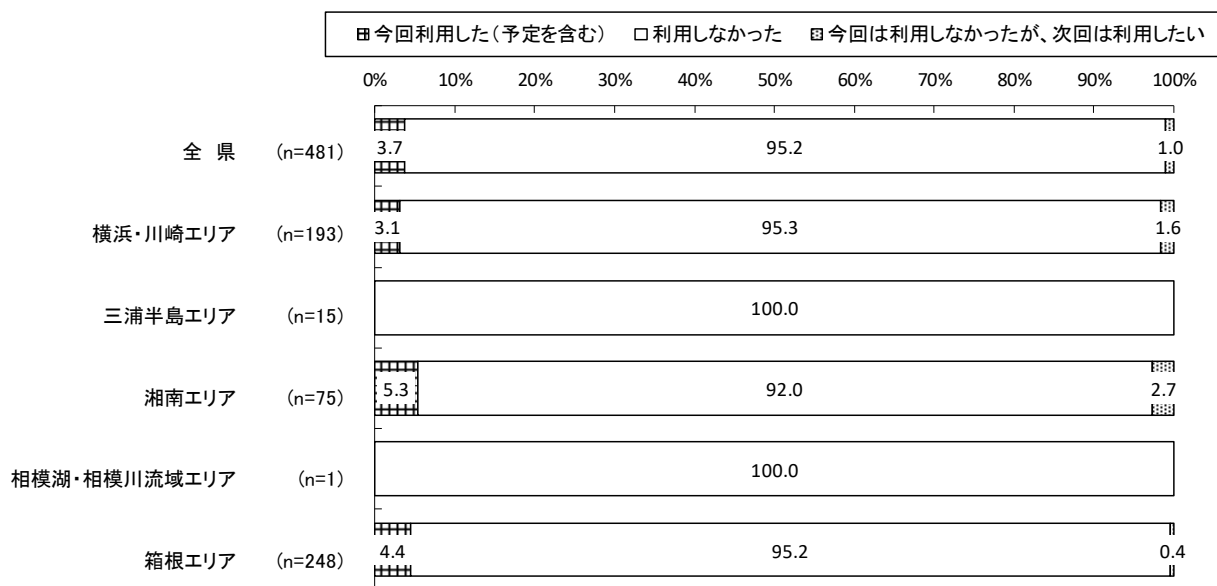 今回利用した(予定を含む) 利用しなかった 今回は利用しなかったが、次回は利用したい
0% 10% 20% 30% 40% 50% 60% 70% 80% 90% 100%
全 県 (n=481) 3.7 95.2 1.0
横浜・川崎エリア (n=193) 3.1 95.3 1.6
三浦半島エリア (n=15) 100.0
湘南エリア (n=75) 5.3 92.0 2.7
相模湖・相模川流域エリア (n=1) 100.0
箱根エリア (n=248) 4.4 95.2 0.4